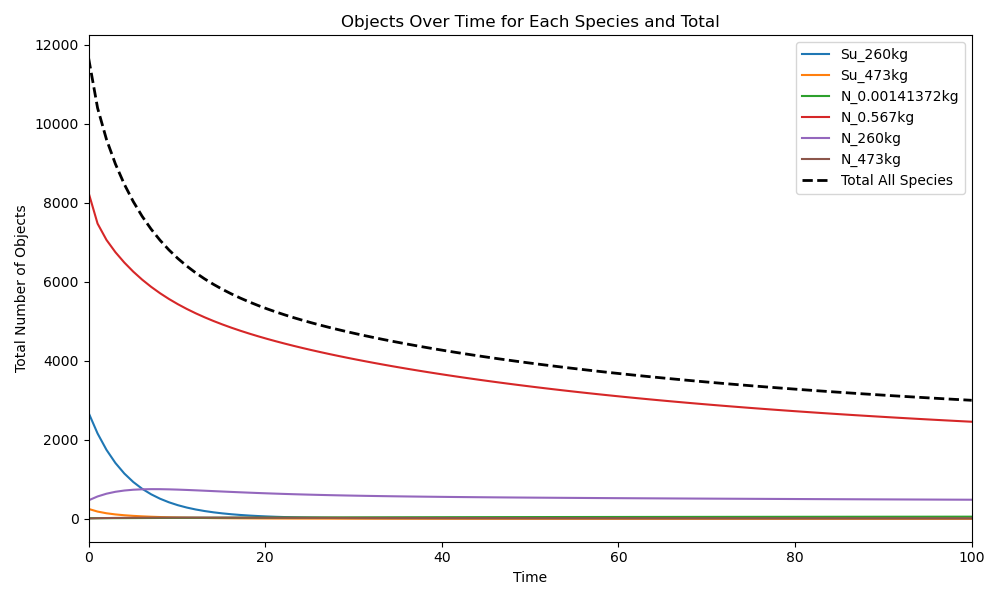 Objects Over Time for Each Species and Total
Total Number of Objects
12000
10000
8000
6000
4000
2000
0
Su_260kg
Su_473kg
N_0.00141372kg
N_0.567kg
N_260kg
N_473kg
Total All Species
0 20 40 60 80 100
Time